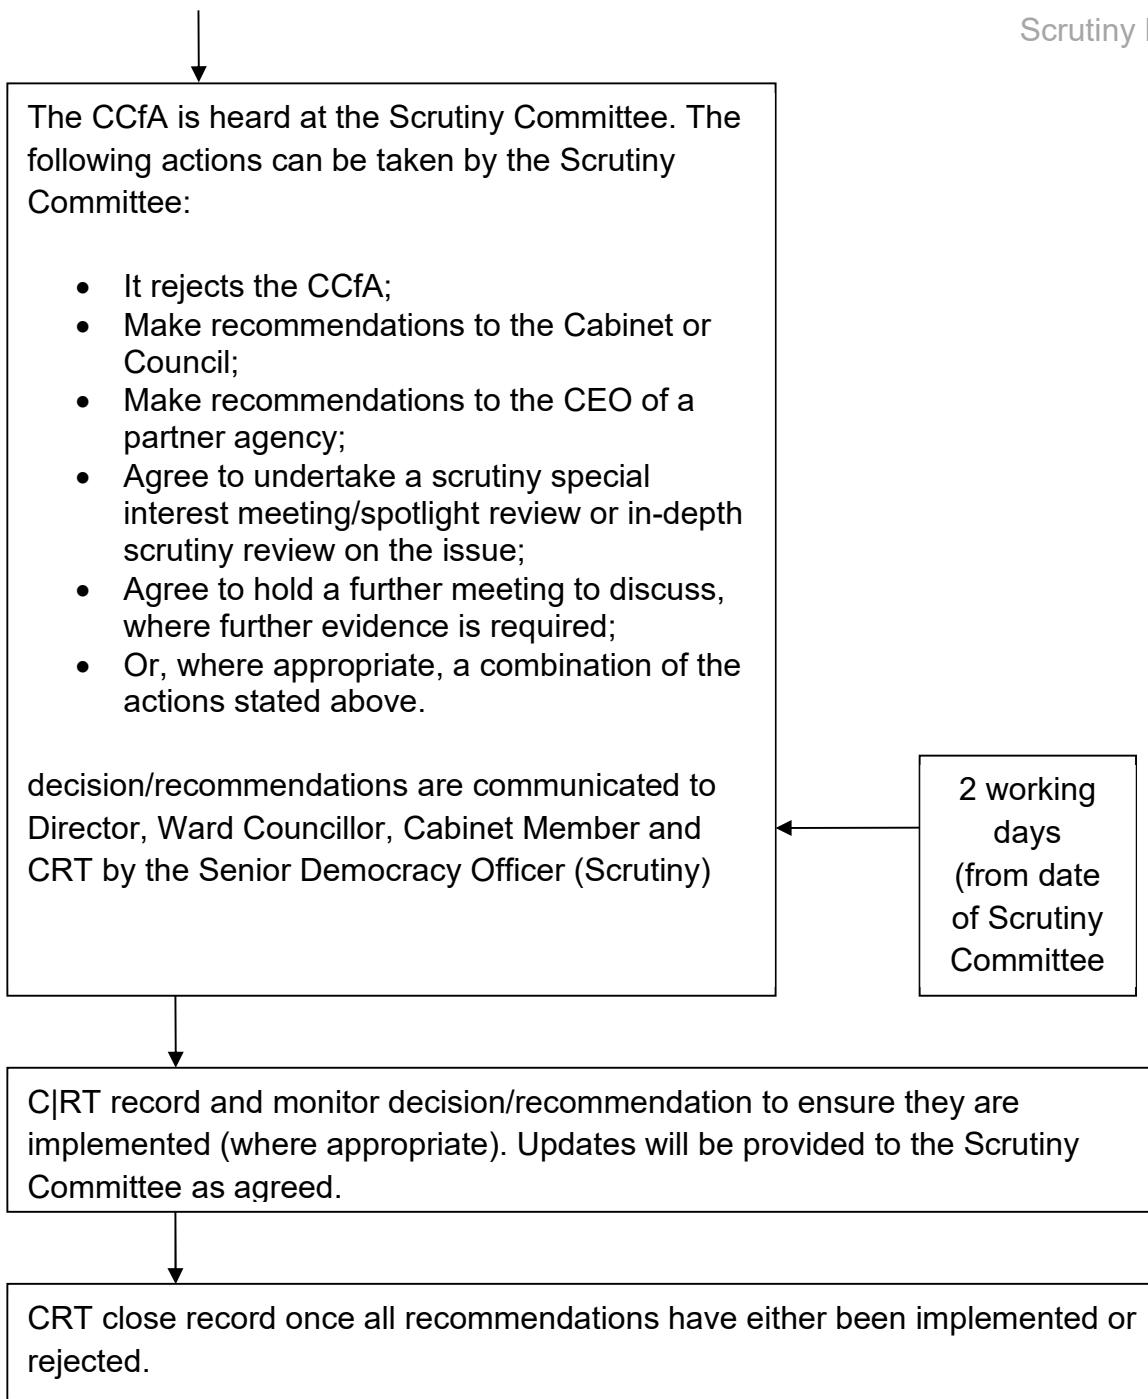 Scrutiny
The CCfA is heard at the Scrutiny Committee. The
following actions can be taken by the Scrutiny
Committee:
• It rejects the CCfA;
• Make recommendations to the Cabinet or
Council;
• Make recommendations to the CEO of a
partner agency;
• Agree to undertake a scrutiny special
interest meeting/spotlight review or in-depth
scrutiny review on the issue;
• Agree to hold a further meeting to discuss,
where further evidence is required;
• Or, where appropriate, a combination of the
actions stated above.
decision/recommendations are communicated to
Director, Ward Councillor, Cabinet Member and
CRT by the Senior Democracy Officer (Scrutiny)
2 working
days
(from date
of Scrutiny
Committee
C|RT record and monitor decision/recommendation to ensure they are
implemented (where appropriate). Updates will be provided to the Scrutiny
Committee as agreed.
CRT close record once all recommendations have either been implemented or
rejected.